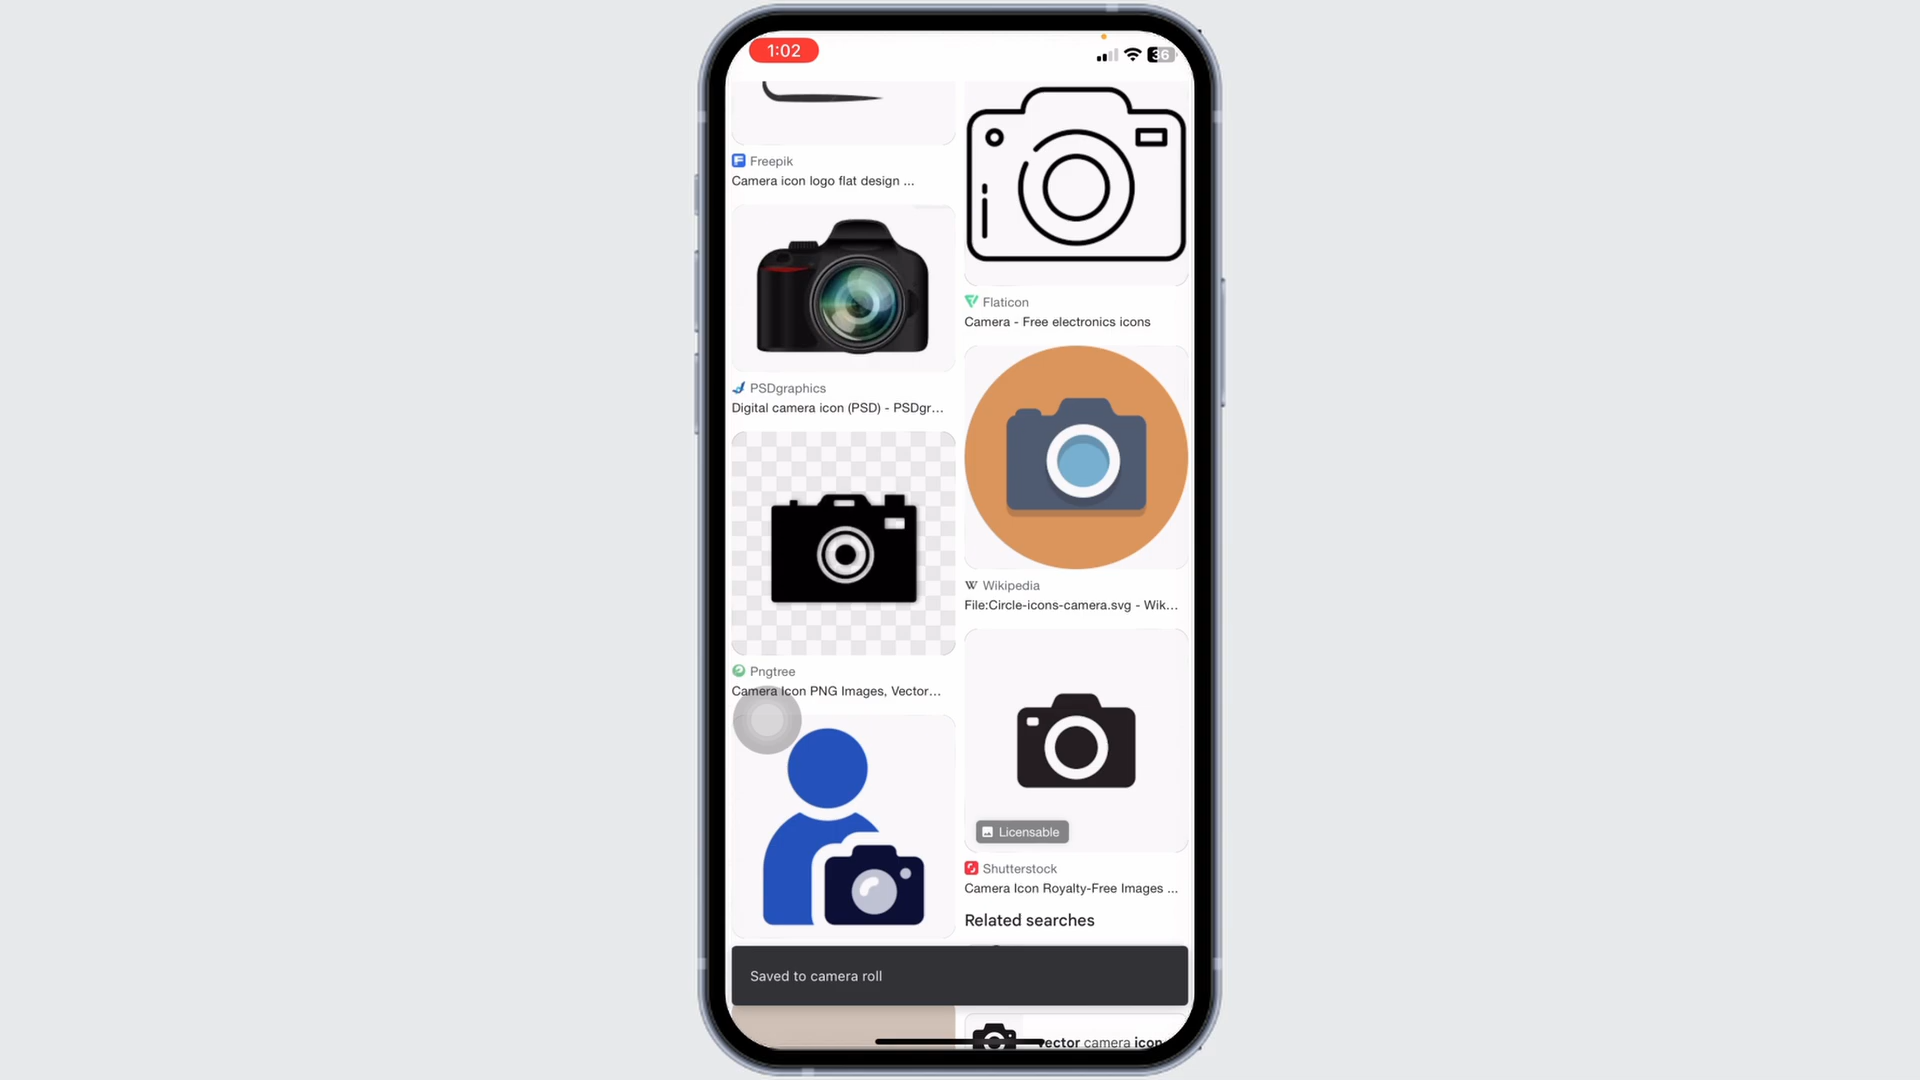 1:02
36
Freepik
Camera icon logo flat design ...
PSDgraphics
Digital camera icon (PSD) - PSDgr...
Pngtree
Camera Icon PNG Images, Vector...
Flaticon
Camera - Free electronics icons
W Wikipedia
File:Circle-icons-camera.svg - Wik...
Licensable
Shutterstock
Camera Icon Royalty-Free Images ...
Related searches
Saved to camera roll
vector camera icon